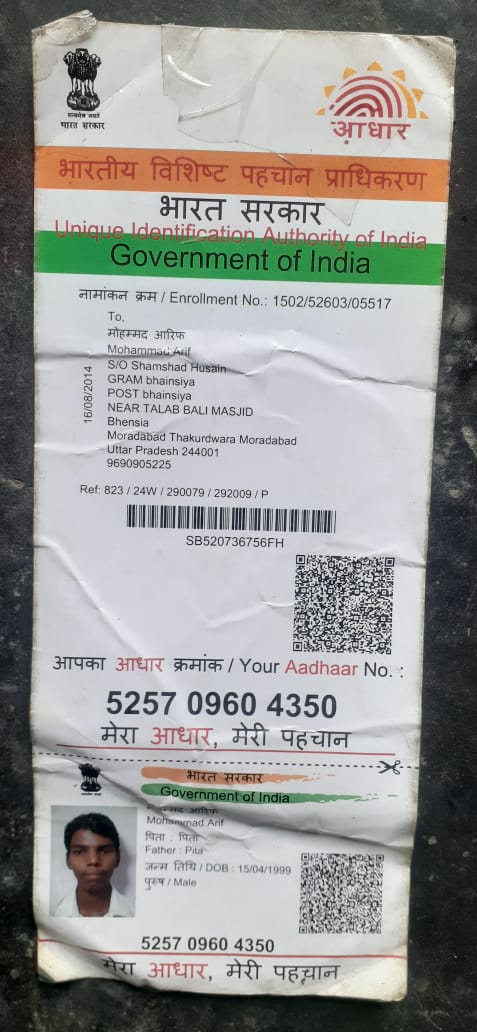 सत्यमेव जयते
भारत सरकार
आधार
भारतीय विशिष्ट पहचान प्राधिकरण
भारत सरकार
Unique Identification Authority of India
Government of India
नामांकन क्रम / Enrollment No.: 1502/52603/05517
16/08/2014
To,
मोहम्मद आरिफ
Mohammad Arif
S/O Shamshad Husain
GRAM bhainsiya
POST bhainsiya
NEAR TALAB BALI MASJID
Bhensia
Moradabad Thakurdwara Moradabad
Uttar Pradesh 244001
9690905225
Ref: 823 / 24W / 290079 / 292009 / P
SB520736756FH
आपका आधार क्रमांक / Your Aadhaar No. :
5257 0960 4350
मेरा आधार, मेरी पहचान
भारत सरकार
Government of India
आरिफ
Mohammad Arif
पिता : पिता
Father : Pita
जन्म तिथि / DOB : 15/04/1999
पुरुष / Male
5257 0960 4350
मेरा आधार, मेरी पहचान